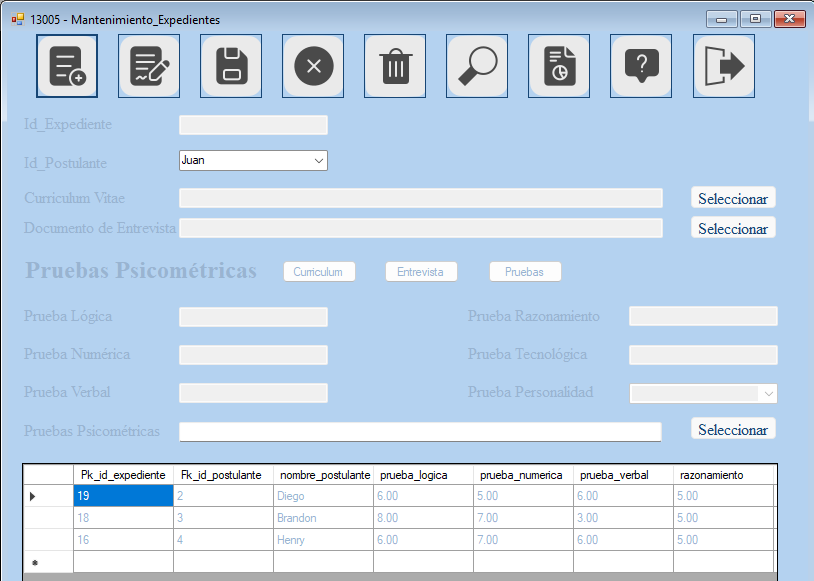 13005 - Mantenimiento_Expedientes
Id_Expediente
Id_Postulante Juan
Curriculum Vitae Seleccionar
Documento de Entrevista Seleccionar
Pruebas Psicométricas Curriculum Entrevista Pruebas
Prueba Lógica Prueba Razonamiento
Prueba Numérica Prueba Tecnológica
Prueba Verbal Prueba Personalidad
Pruebas Psicométricas Seleccionar
Pk_id_expediente Fk_id_postulante nombre_postulante prueba_logica prueba_numerica prueba_verbal razonamiento
19 2 Diego 6.00 5.00 6.00 5.00
18 3 Brandon 8.00 7.00 3.00 5.00
16 4 Henry 6.00 7.00 6.00 5.00